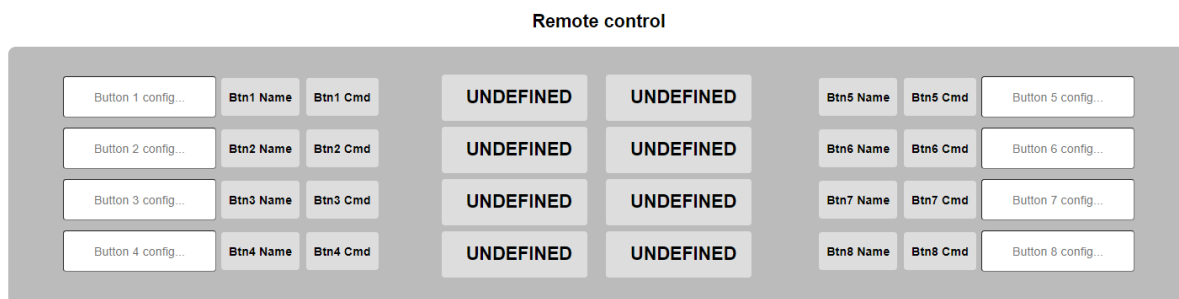 Remote control
Button 1 config... Btn1 Name Btn1 Cmd UNDEFINED UNDEFINED Btn5 Name Btn5 Cmd Button 5 config...
Button 2 config... Btn2 Name Btn2 Cmd UNDEFINED UNDEFINED Btn6 Name Btn6 Cmd Button 6 config...
Button 3 config... Btn3 Name Btn3 Cmd UNDEFINED UNDEFINED Btn7 Name Btn7 Cmd Button 7 config...
Button 4 config... Btn4 Name Btn4 Cmd UNDEFINED UNDEFINED Btn8 Name Btn8 Cmd Button 8 config...